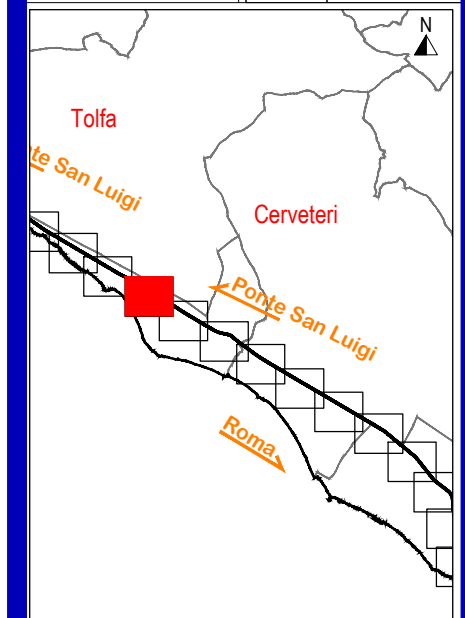 N
Tolfa
nte San Luigi
Cerveteri
Ponte San Luigi
Roma